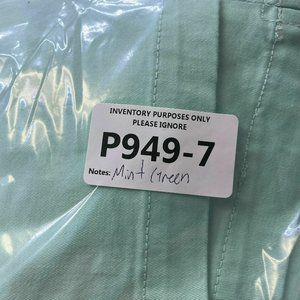 INVENTORY PURPOSES ONLY
PLEASE IGNORE
P949-7
Notes: Mint Green